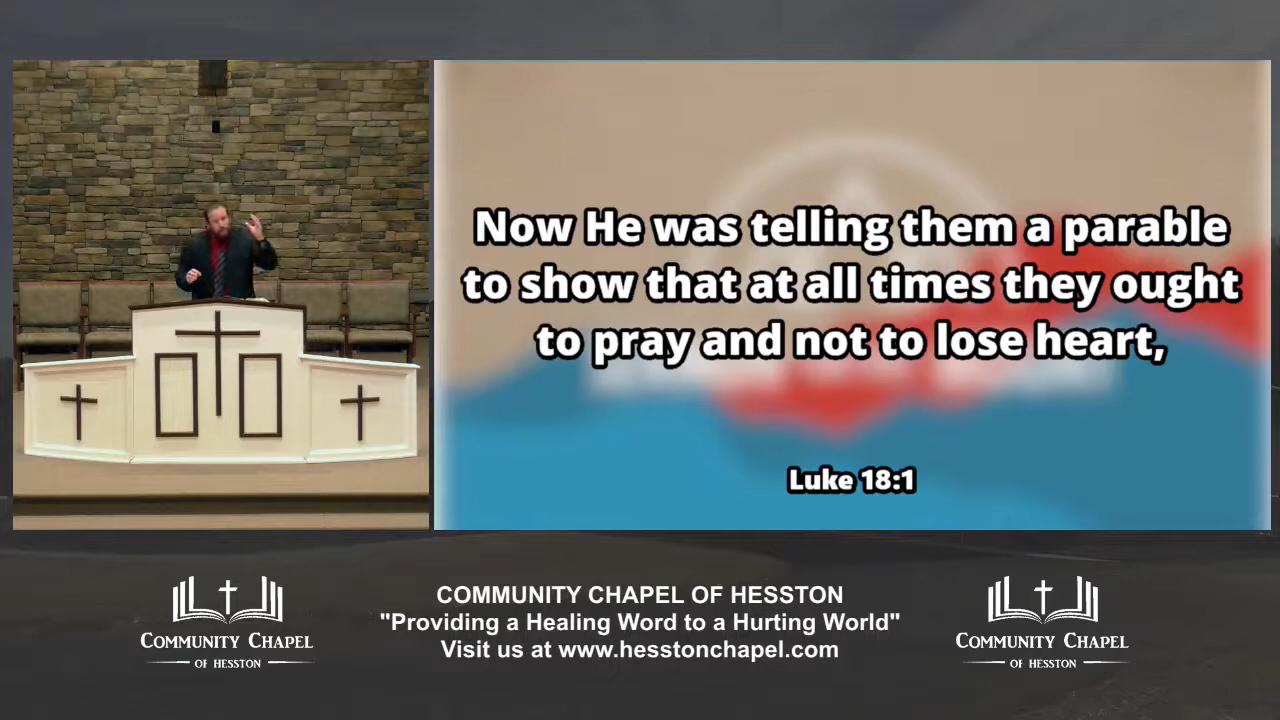 Now He was telling them a parable
to show that at all times they ought
to pray and not to lose heart,
Luke 18:1
COMMUNITY CHAPEL
OF HESSTON
COMMUNITY CHAPEL OF HESSTON
"Providing a Healing Word to a Hurting World"
Visit us at www.hesstonchapel.com
COMMUNITY CHAPEL
OF HESSTON